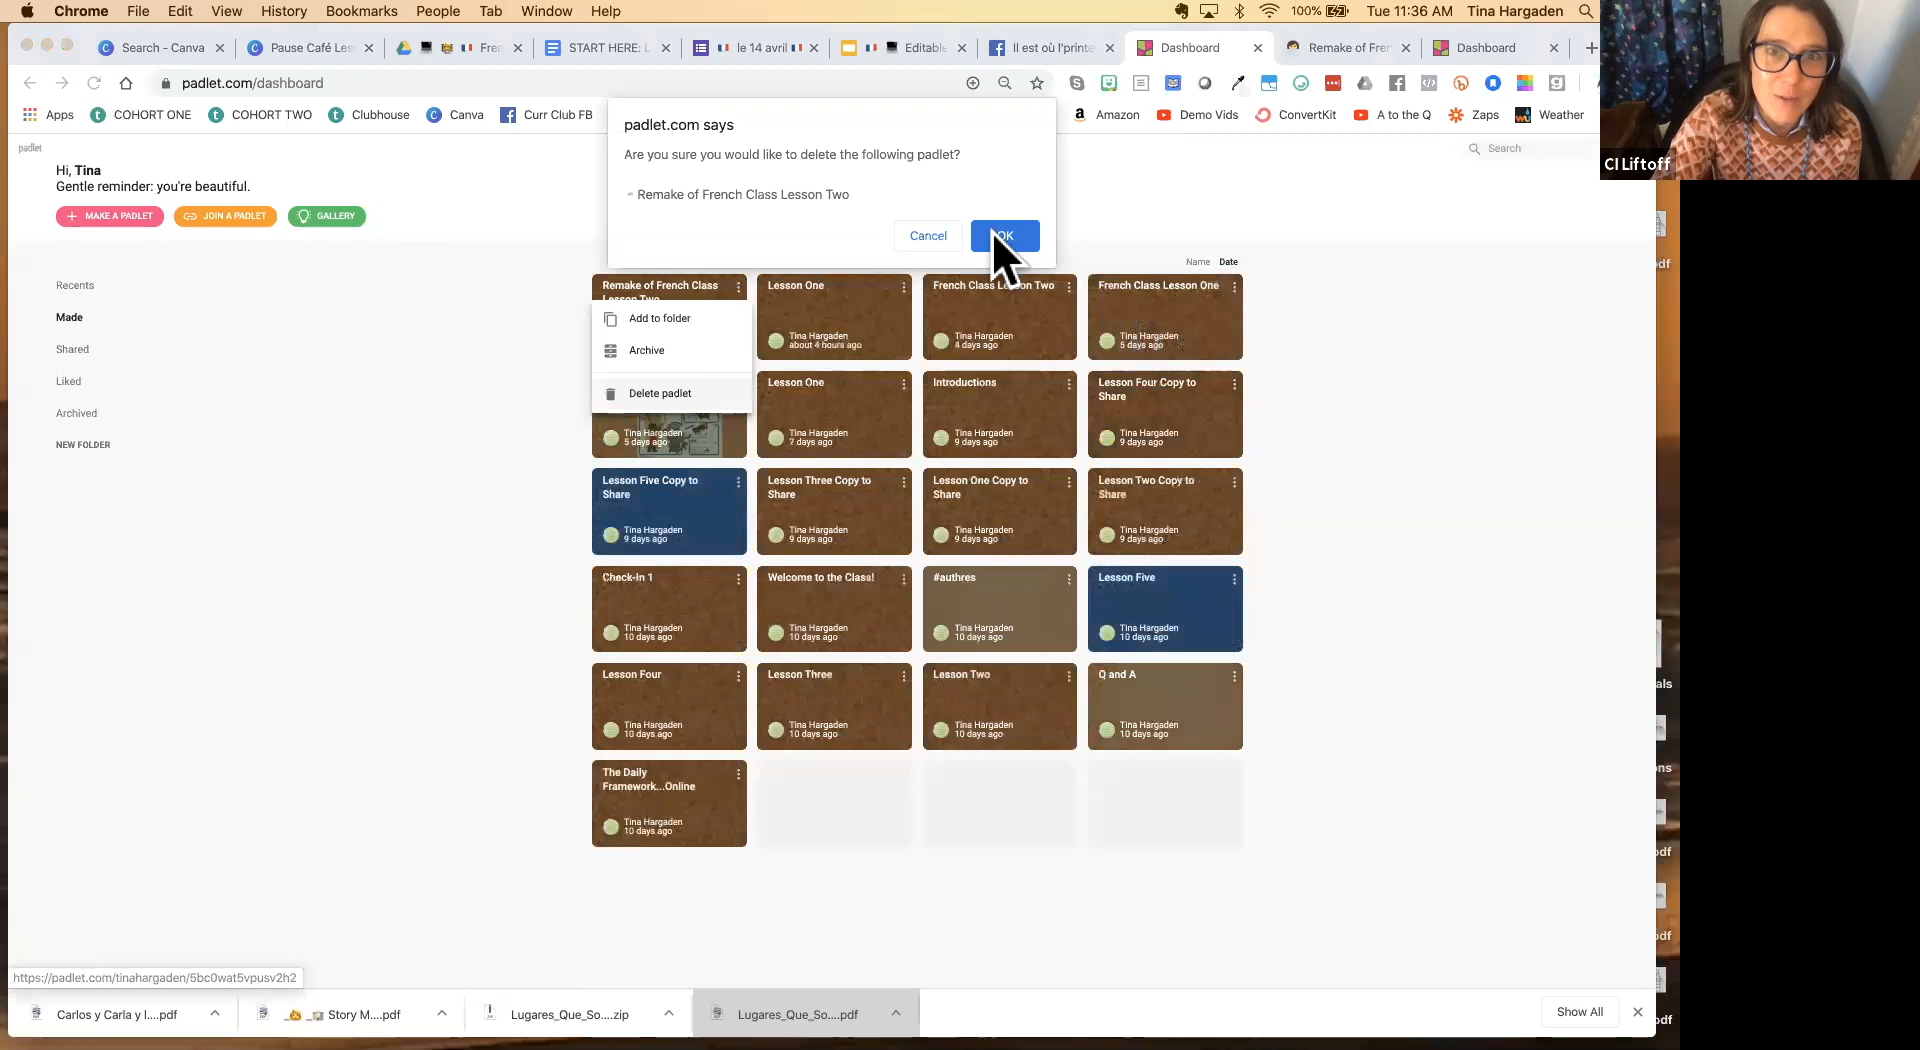 Chrome File Edit View History Bookmarks People Tab Window Help 100% Tue 11:36 AM Tina Hargaden
Search - Canva Pause Café Les Fren START HERE: le 14 avril Editabl Il est où l'printe Dashboard Remake of Fren Dashboard
padlet.com/dashboard
Apps COHORT ONE COHORT TWO Clubhouse Canva Curr Club FB Amazon Demo Vids ConvertKit A to the Q Zaps Weather
CI Liftoff
padlet
Search
Hi, Tina
Gentle reminder: you're beautiful.
MAKE A PADLET JOIN A PADLET GALLERY
padlet.com says
Are you sure you would like to delete the following padlet?
- Remake of French Class Lesson Two
Cancel OK
Name Date
Recents
Made
Shared
Liked
Archived
NEW FOLDER
Remake of French Class
Lesson Two
Add to folder
Archive
Delete padlet
Lesson One
Tina Hargaden
about 4 hours ago
French Class Lesson Two
Tina Hargaden
4 days ago
French Class Lesson One
Tina Hargaden
5 days ago
Tina Hargaden
5 days ago
Lesson One
Tina Hargaden
7 days ago
Introductions
Tina Hargaden
9 days ago
Lesson Four Copy to
Share
Tina Hargaden
9 days ago
Lesson Five Copy to
Share
Tina Hargaden
9 days ago
Lesson Three Copy to
Share
Tina Hargaden
9 days ago
Lesson One Copy to
Share
Tina Hargaden
9 days ago
Lesson Two Copy to
Share
Tina Hargaden
9 days ago
Check-In 1
Tina Hargaden
10 days ago
Welcome to the Class!
Tina Hargaden
10 days ago
#authres
Tina Hargaden
10 days ago
Lesson Five
Tina Hargaden
10 days ago
Lesson Four
Tina Hargaden
10 days ago
Lesson Three
Tina Hargaden
10 days ago
Lesson Two
Tina Hargaden
10 days ago
Q and A
Tina Hargaden
10 days ago
The Daily
Framework...Online
Tina Hargaden
10 days ago
df
als
ons
df
df
df
https://padlet.com/tinahargaden/5bc0wat5vpusv2h2
Carlos y Carla y l....pdf Story M....pdf Lugares_Que_So....zip Lugares_Que_So....pdf Show All